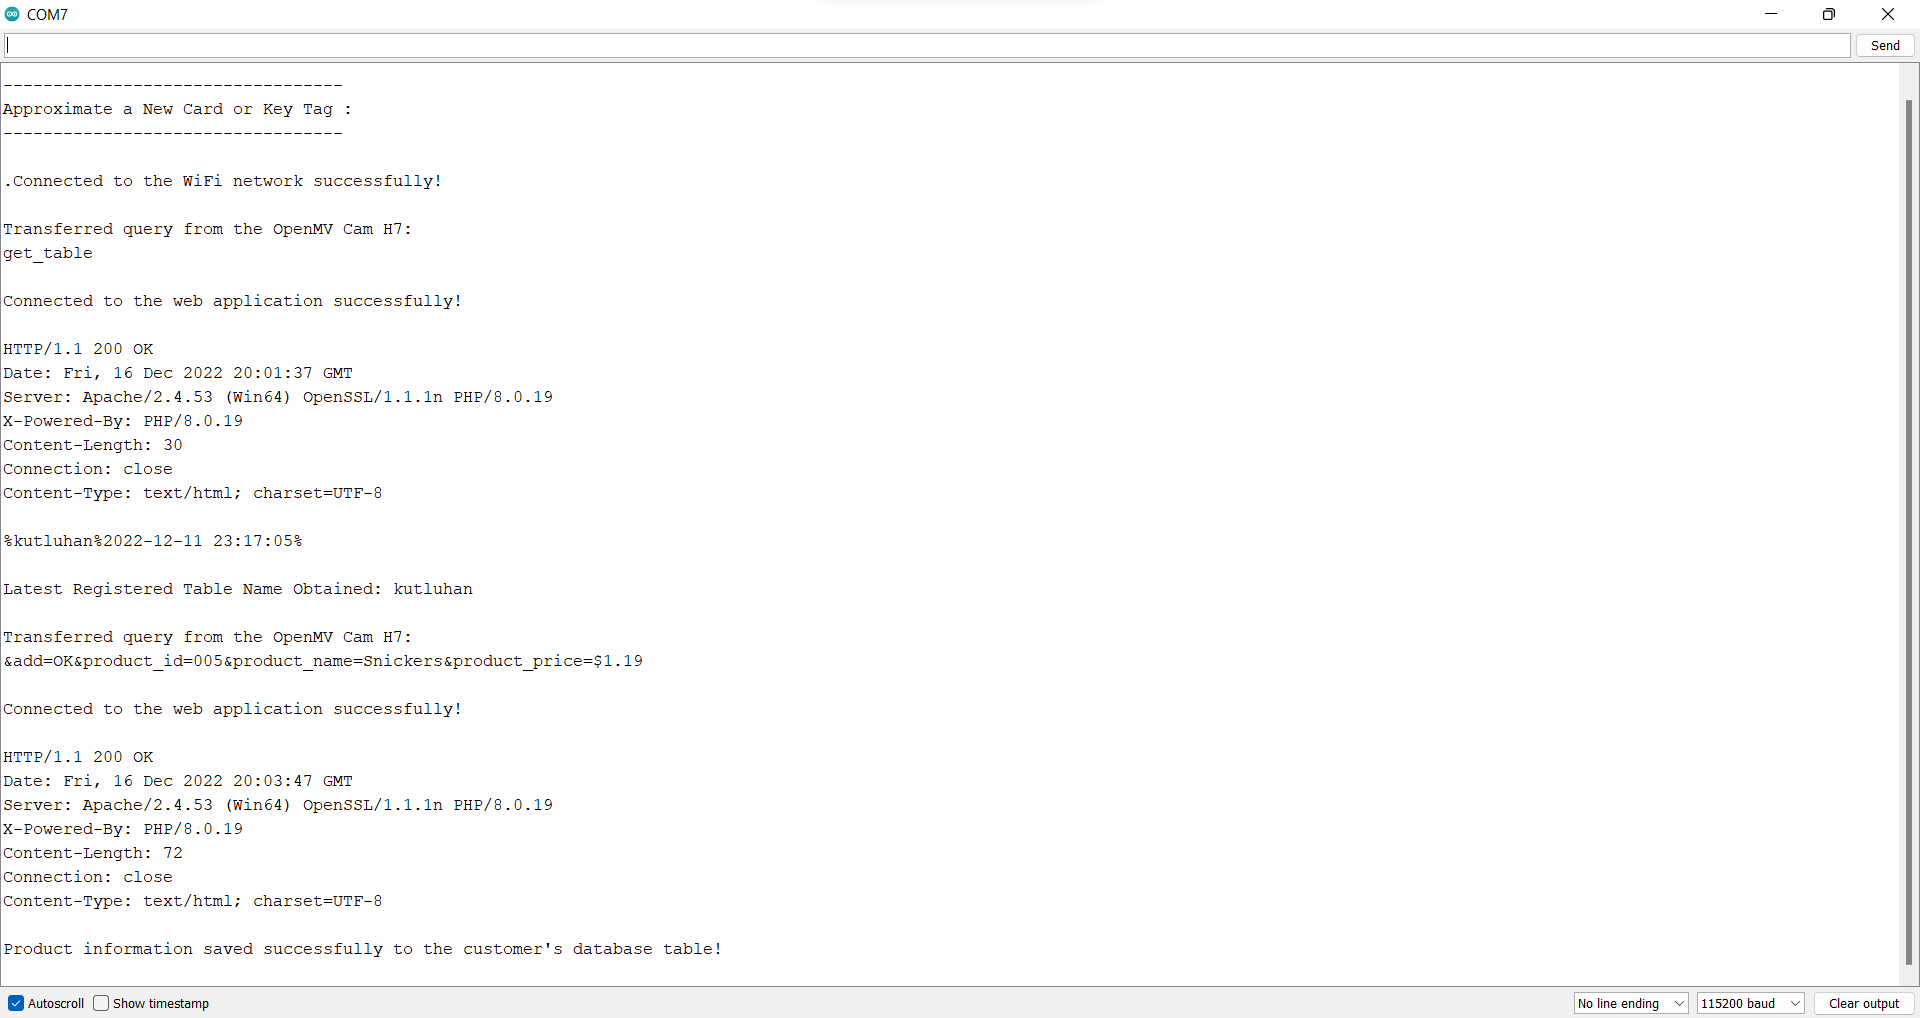 COM7
Send
----------------------------------
Approximate a New Card or Key Tag :
----------------------------------
.Connected to the WiFi network successfully!
Transferred query from the OpenMV Cam H7:
get_table
Connected to the web application successfully!
HTTP/1.1 200 OK
Date: Fri, 16 Dec 2022 20:01:37 GMT
Server: Apache/2.4.53 (Win64) OpenSSL/1.1.1n PHP/8.0.19
X-Powered-By: PHP/8.0.19
Content-Length: 30
Connection: close
Content-Type: text/html; charset=UTF-8
%kutluhan%2022-12-11 23:17:05%
Latest Registered Table Name Obtained: kutluhan
Transferred query from the OpenMV Cam H7:
&add=OK&product_id=005&product_name=Snickers&product_price=$1.19
Connected to the web application successfully!
HTTP/1.1 200 OK
Date: Fri, 16 Dec 2022 20:03:47 GMT
Server: Apache/2.4.53 (Win64) OpenSSL/1.1.1n PHP/8.0.19
X-Powered-By: PHP/8.0.19
Content-Length: 72
Connection: close
Content-Type: text/html; charset=UTF-8
Product information saved successfully to the customer's database table!
Autoscroll Show timestamp No line ending 115200 baud Clear output